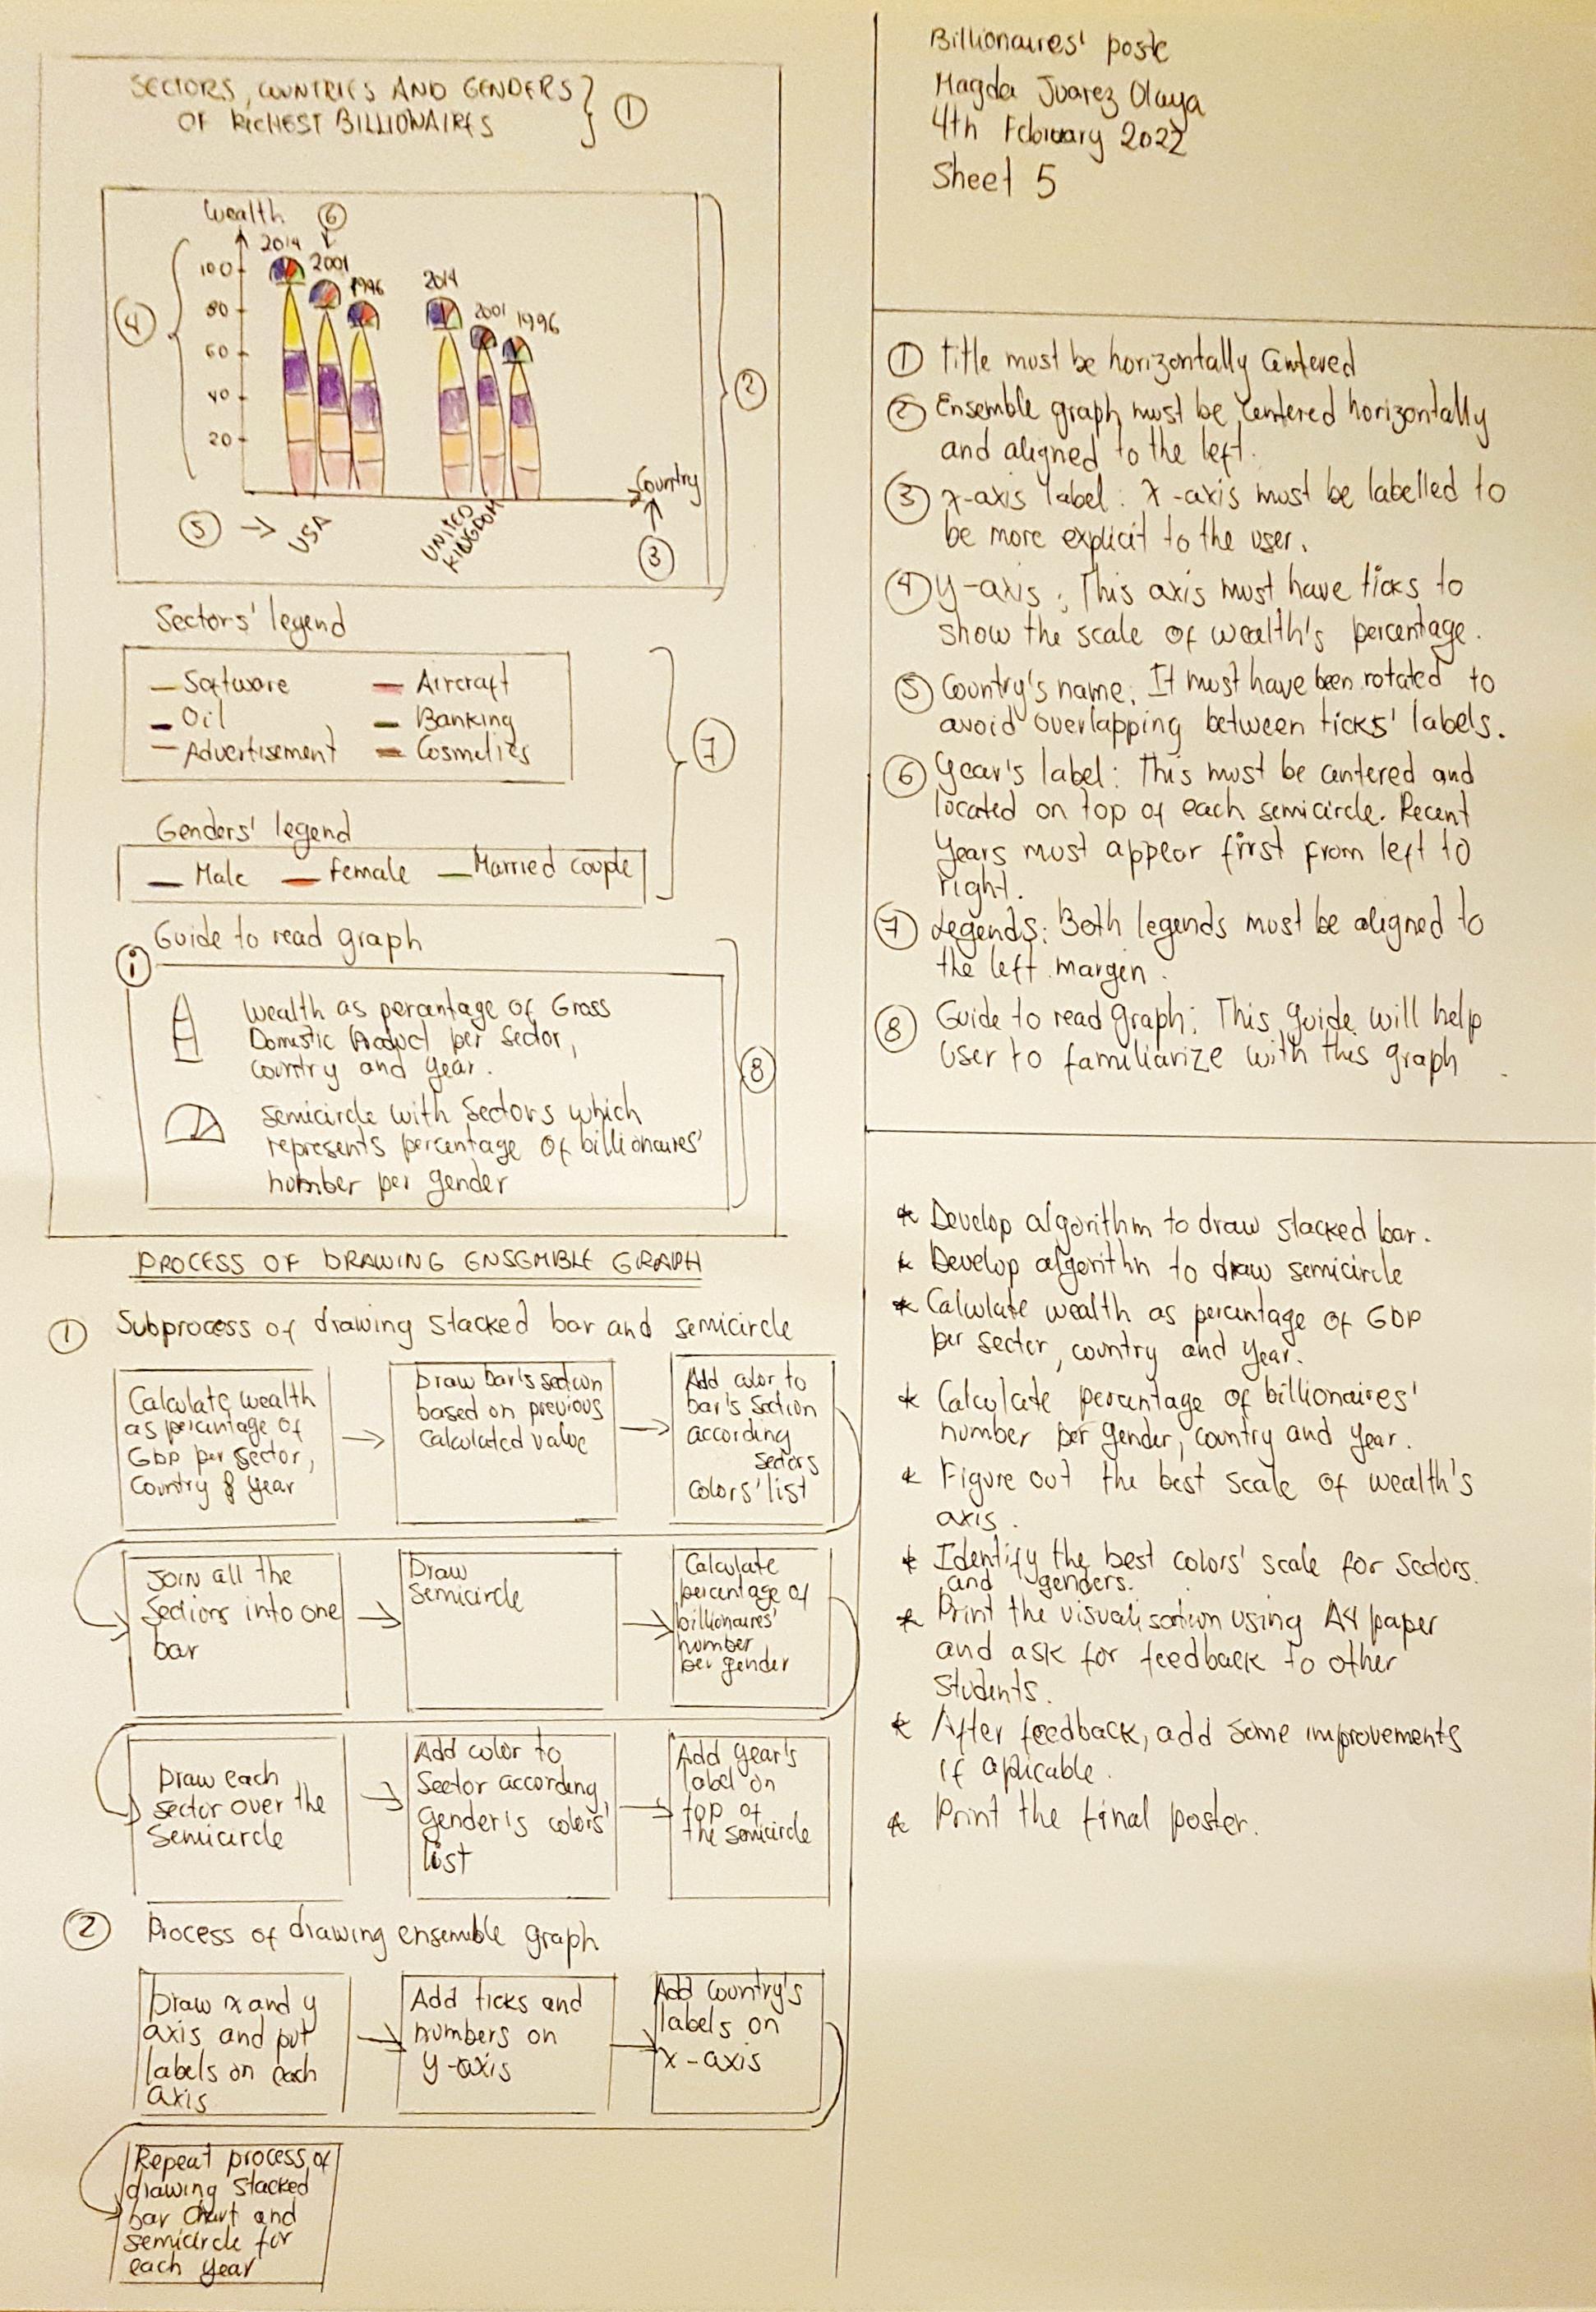 SECTORS, COUNTRIES AND GENDERS
OF RICHEST BILLIONAIRES
1
Wealth
6
2014
2001
1996
2014
2001
1996
100
80
60
40
20
4
2
Country
5
USA
UNITED
KINGDOM
3
Sectors' legend
Software
Aircraft
Oil
Banking
Advertisement
Cosmetics
7
Genders' legend
Male
Female
Married couple
Guide to read graph
i
Wealth as percentage of Gross
Domestic Product per sector,
country and year.
8
Semicircle with sectors which
represents percentage of billionaires'
number per gender
PROCESS OF DRAWING ENSEMBLE GRAPH
1 Subprocess of drawing stacked bar and semicircle
Calculate wealth
as percentage of
GDP per sector,
Country & year
Draw bar's section
based on previous
calculated value
Add color to
bar's section
according
sectors
colors' list
Join all the
sections into one
bar
Draw
semicircle
Calculate
percentage of
billionaires'
number
per gender
Draw each
sector over the
semicircle
Add color to
sector according
gender's colors'
list
Add year's
label on
top of
the semicircle
2 Process of drawing ensemble graph
Draw x and y
axis and put
labels on each
axis
Add ticks and
numbers on
y-axis
Add country's
labels on
x-axis
Repeat process of
drawing stacked
bar chart and
semicircle for
each year
Billionaires' poste
Magda Juarez Olaya
4th February 2022
Sheet 5
1 Title must be horizontally centered
2 Ensemble graph must be centered horizontally
and aligned to the left.
3 x-axis label: x-axis must be labelled to
be more explicit to the user.
4 y-axis: This axis must have ticks to
show the scale of wealth's percentage.
5 Country's name: It must have been rotated to
avoid overlapping between ticks' labels.
6 Year's label: This must be centered and
located on top of each semicircle. Recent
years must appear first from left to
right.
7 Legends: Both legends must be aligned to
the left margen.
8 Guide to read graph: This guide will help
user to familiarize with this graph.
* Develop algorithm to draw stacked bar.
* Develop algorithn to draw semicircle
* Calculate wealth as percentage of GDP
per sector, country and year.
* Calculate percentage of billionaires'
number per gender, country and year.
* Figure out the best scale of wealth's
axis.
* Identify the best colors' scale for sectors
and genders.
* Print the visualisation using A4 paper
and ask for feedback to other
students.
* After feedback, add some improvements
if aplicable.
* Print the final poster.